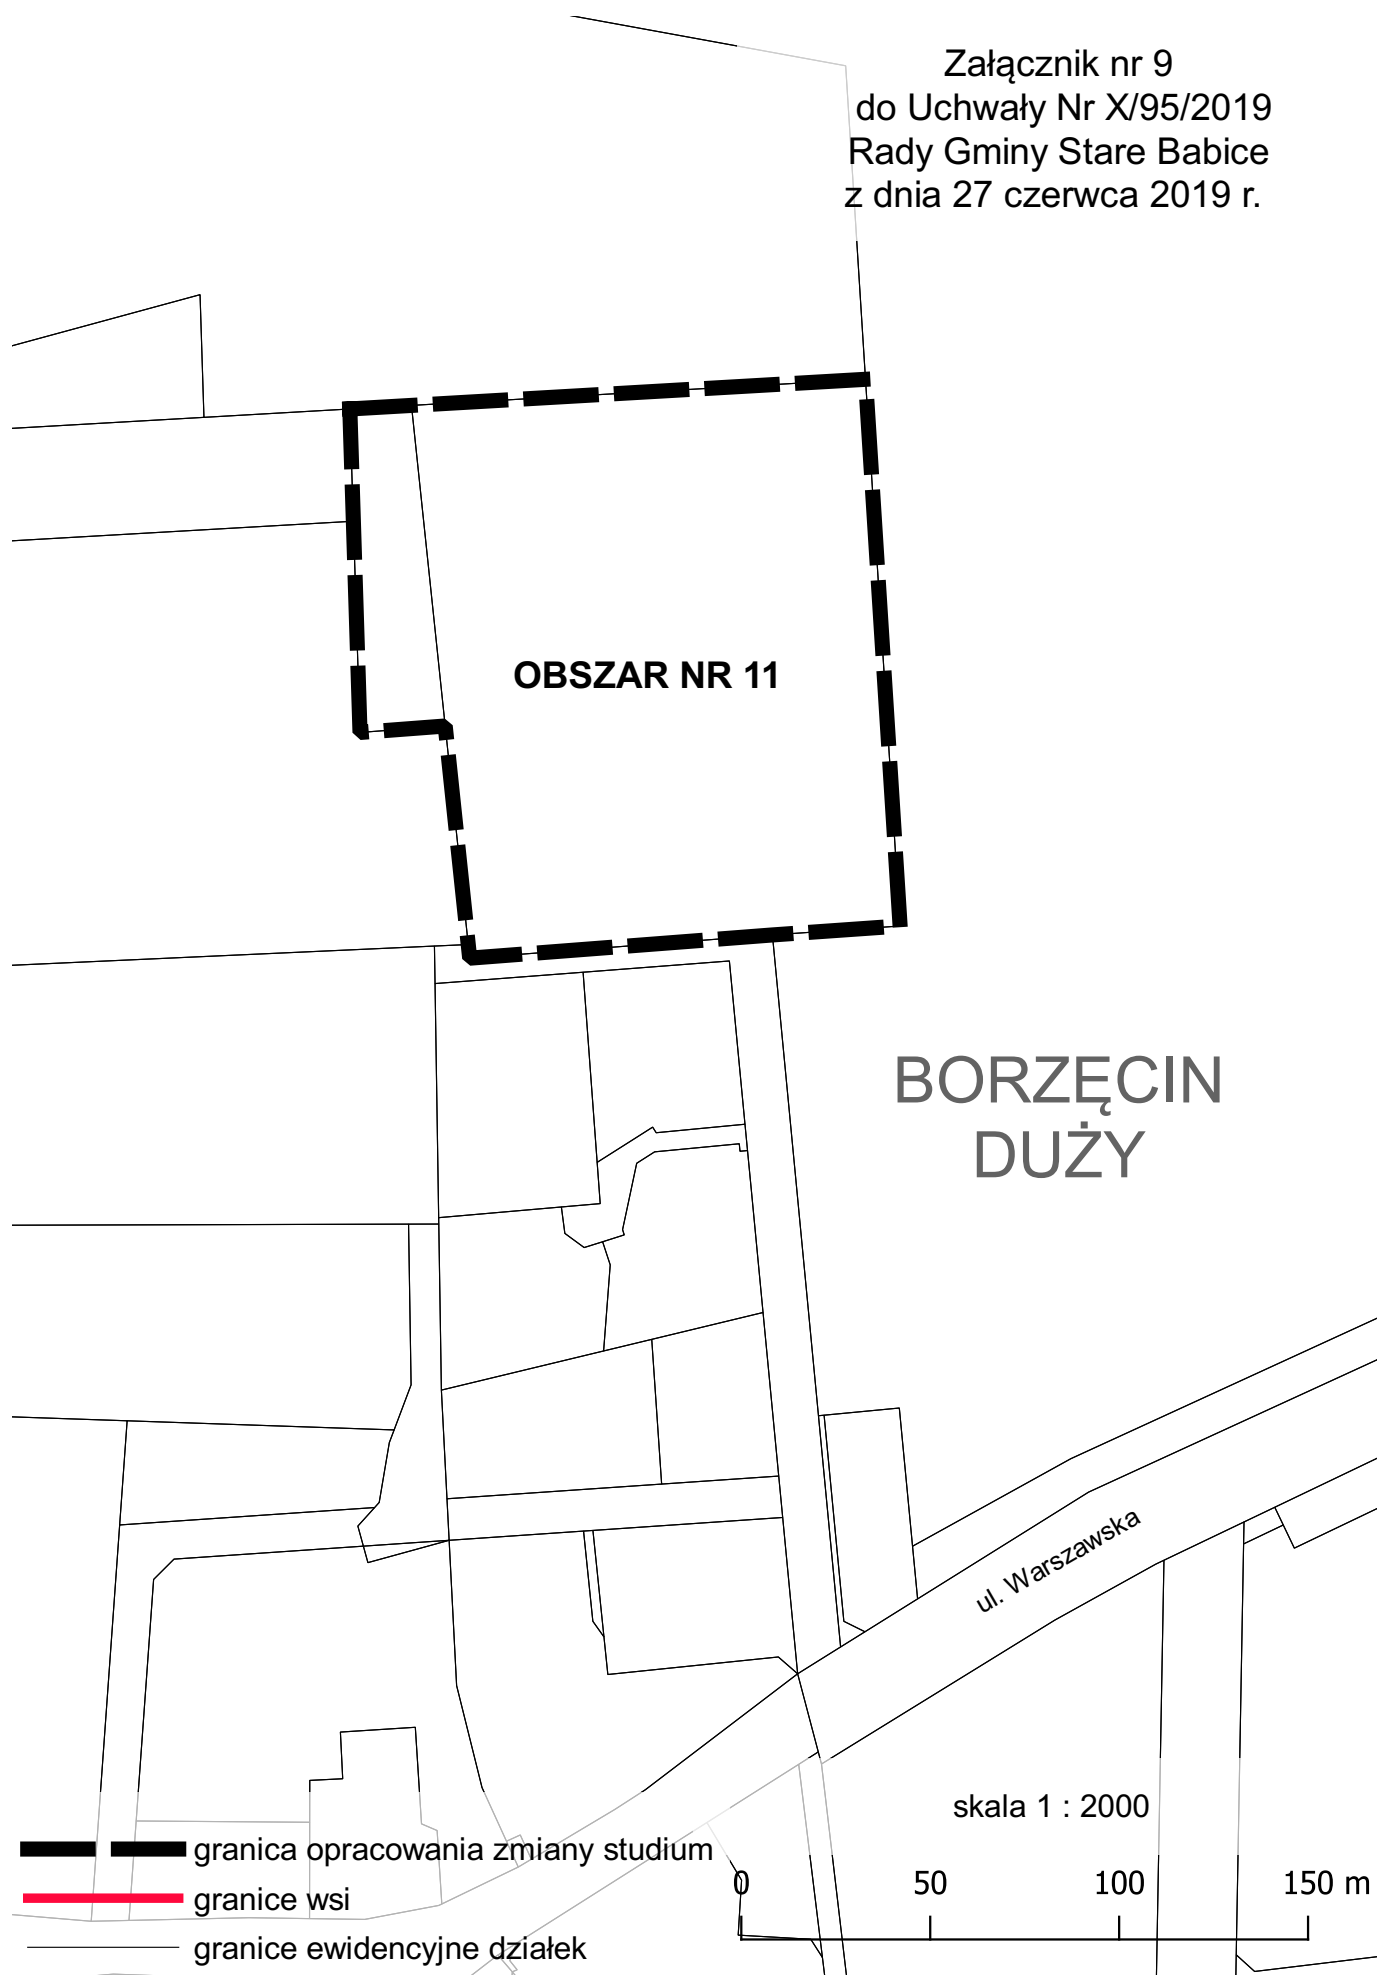 Załącznik nr 9
do Uchwały Nr X/95/2019
Rady Gminy Stare Babice
z dnia 27 czerwca 2019 r.
OBSZAR NR 11
BORZĘCIN
DUŻY
ul. Warszawska
skala 1 : 2000
0 50 100 150 m
granica opracowania zmiany studium
granice wsi
granice ewidencyjne działek